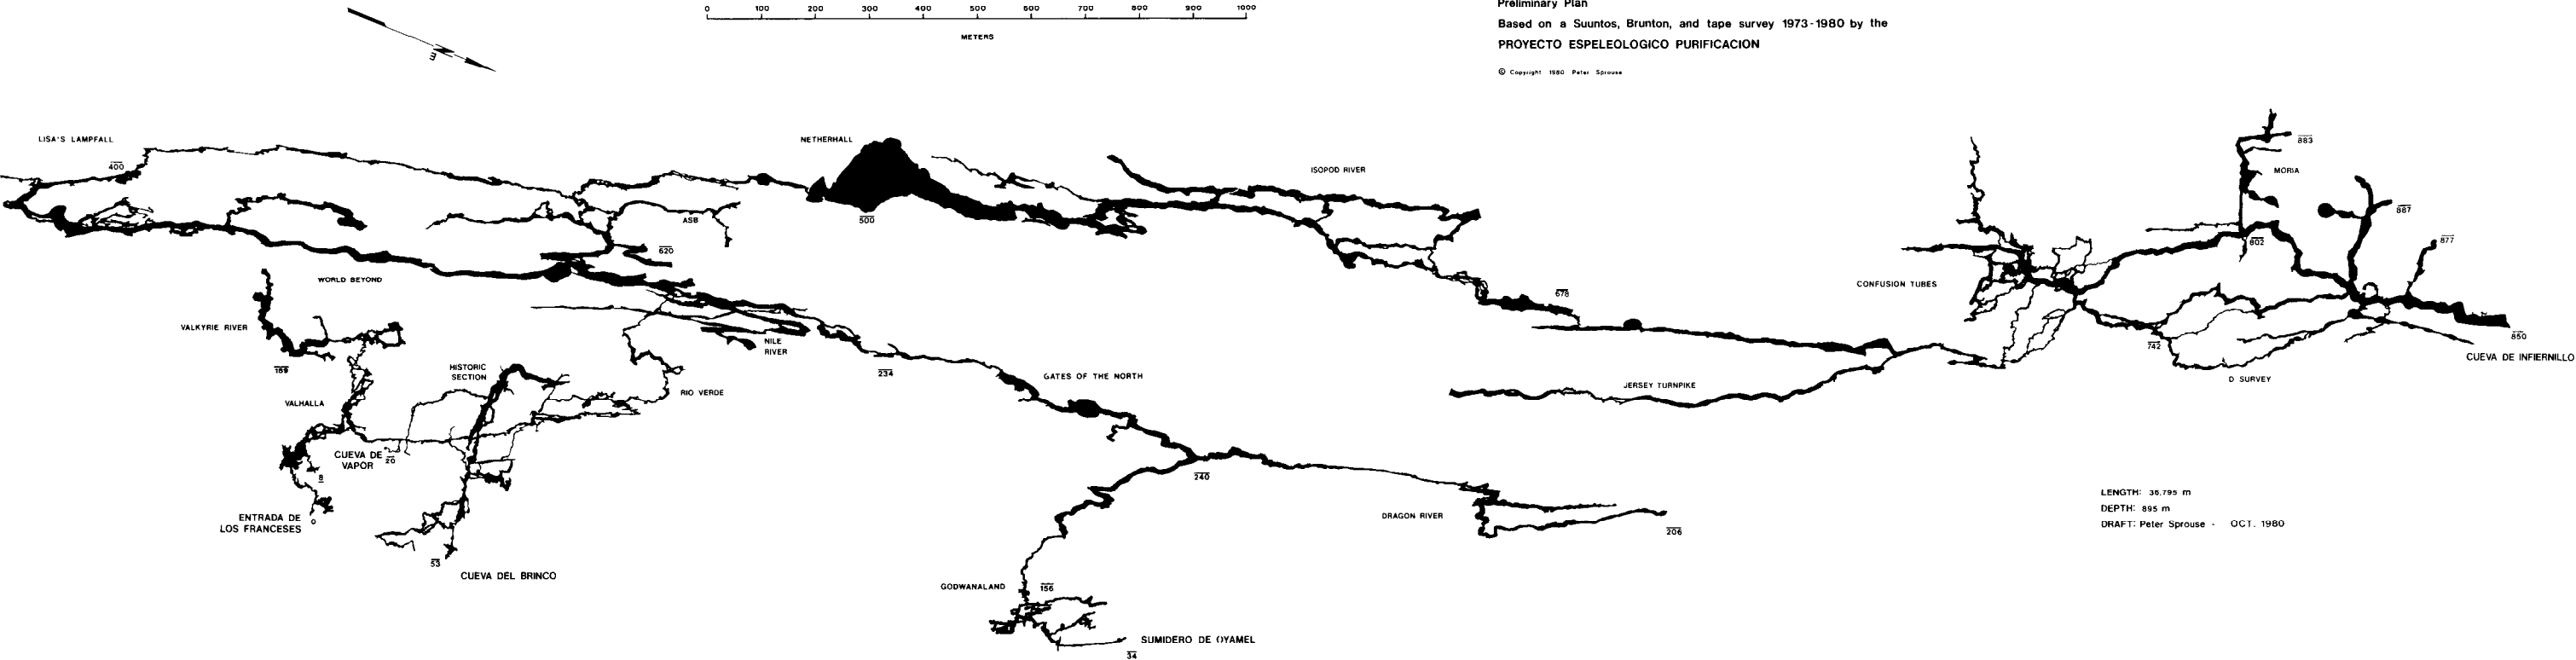 0 100 200 300 400 500 600 700 800 900 1000
METERS
N
E
Preliminary Plan
Based on a Suuntos, Brunton, and tape survey 1973-1980 by the
PROYECTO ESPELEOLOGICO PURIFICACION
© Copyright 1980 Peter Sprouse
LISA'S LAMPFALL
400
NETHERHALL
500
ISOPOD RIVER
883
MORIA
887
877
602
ASB
620
WORLD BEYOND
CONFUSION TUBES
678
VALKYRIE RIVER
189
NILE
RIVER
234
742
850
CUEVA DE INFIERNILLO
HISTORIC
SECTION
GATES OF THE NORTH
D SURVEY
JERSEY TURNPIKE
VALHALLA
RIO VERDE
CUEVA DE
VAPOR
20
8
240
LENGTH: 36,795 m
DEPTH: 895 m
DRAFT: Peter Sprouse - OCT. 1980
ENTRADA DE
LOS FRANCESES
0
DRAGON RIVER
206
53
CUEVA DEL BRINCO
GODWANALAND
156
SUMIDERO DE OYAMEL
34